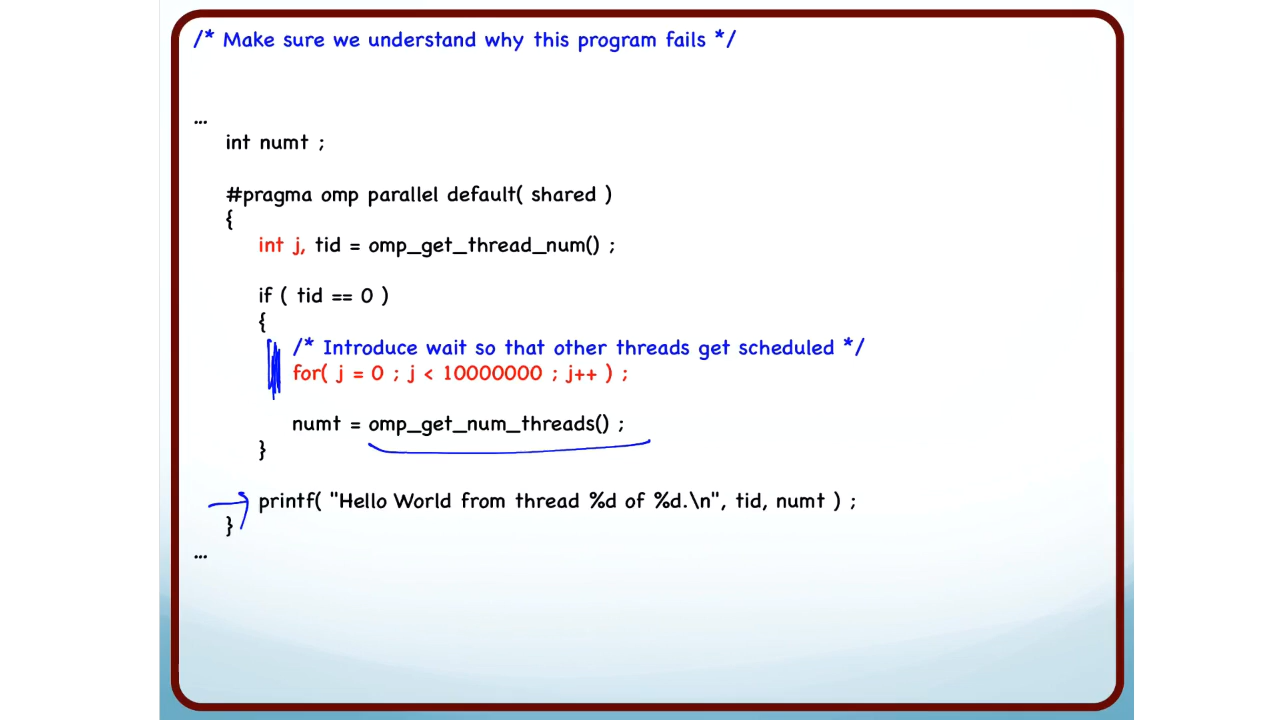 /* Make sure we understand why this program fails */
...
int numt ;
#pragma omp parallel default( shared )
{
int j, tid = omp_get_thread_num() ;
if ( tid == 0 )
{
/* Introduce wait so that other threads get scheduled */
for( j = 0 ; j < 10000000 ; j++ ) ;
numt = omp_get_num_threads() ;
}
printf( "Hello World from thread %d of %d.\n", tid, numt ) ;
}
...